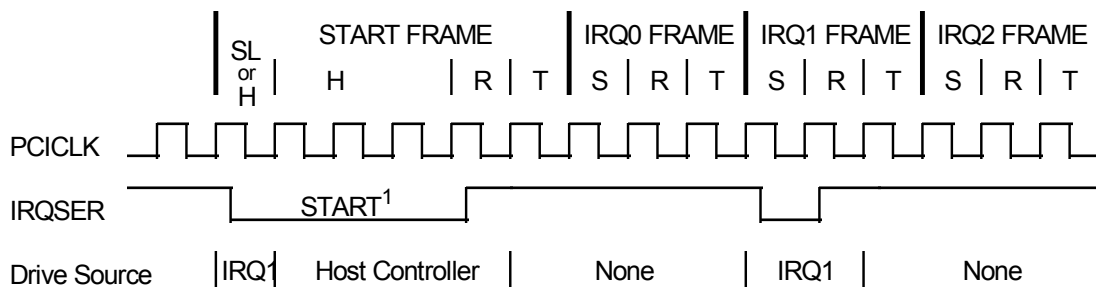 START FRAME IRQ0 FRAME IRQ1 FRAME IRQ2 FRAME
SL
or
H
H R T S R T S R T S R T
PCICLK
IRQSER START1
Drive Source IRQ1 Host Controller None IRQ1 None